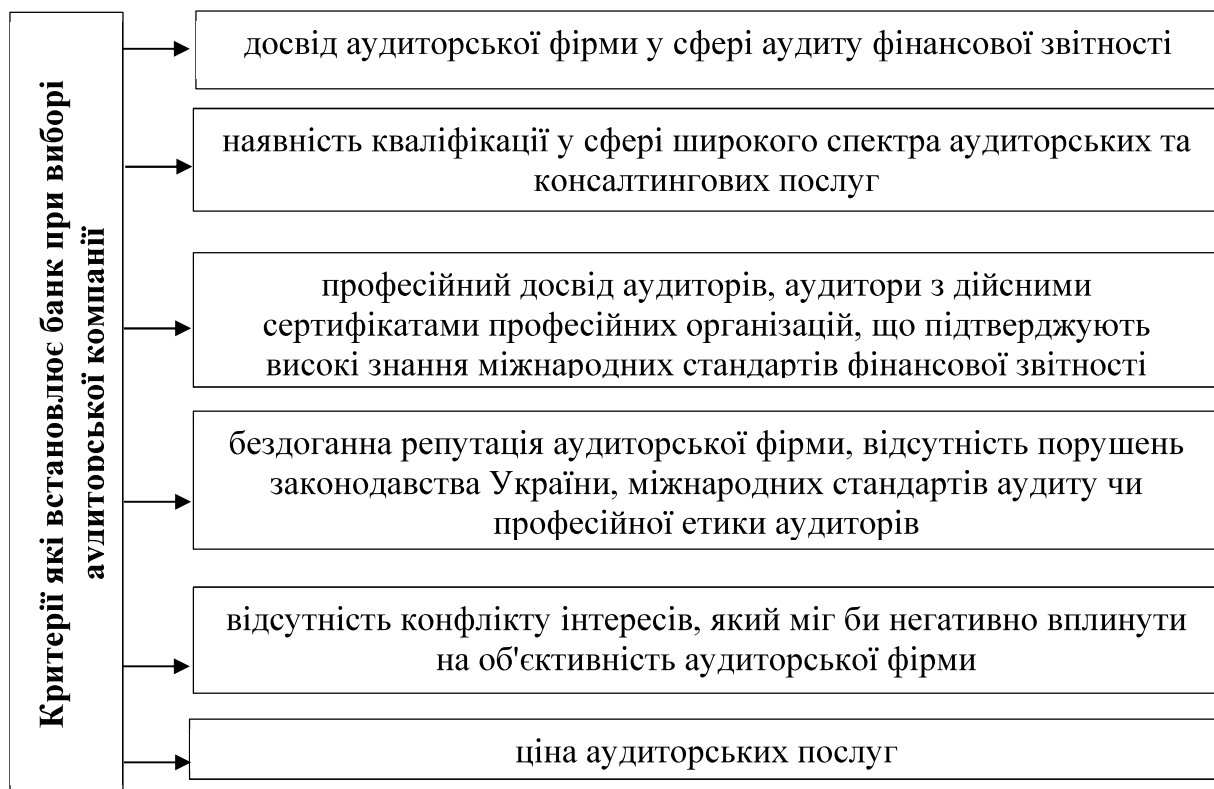 Критерії які встановлює банк при виборі
аудиторської компанії
досвід аудиторської фірми у сфері аудиту фінансової звітності
наявність кваліфікації у сфері широкого спектра аудиторських та
консалтингових послуг
професійний досвід аудиторів, аудитори з дійсними
сертифікатами професійних організацій, що підтверджують
високі знання міжнародних стандартів фінансової звітності
бездоганна репутація аудиторської фірми, відсутність порушень
законодавства України, міжнародних стандартів аудиту чи
професійної етики аудиторів
відсутність конфлікту інтересів, який міг би негативно вплинути
на об'єктивність аудиторської фірми
ціна аудиторських послуг